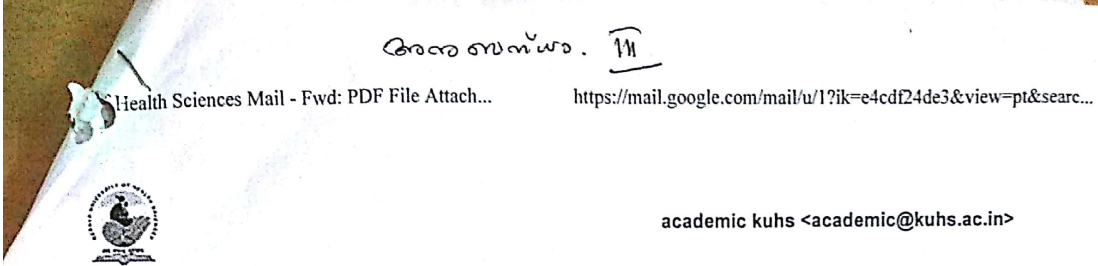 അനുബന്ധം. III
Health Sciences Mail - Fwd: PDF File Attach...
https://mail.google.com/mail/u/1?ik=e4cdf24de3&view=pt&searc...
academic kuhs <academic@kuhs.ac.in>